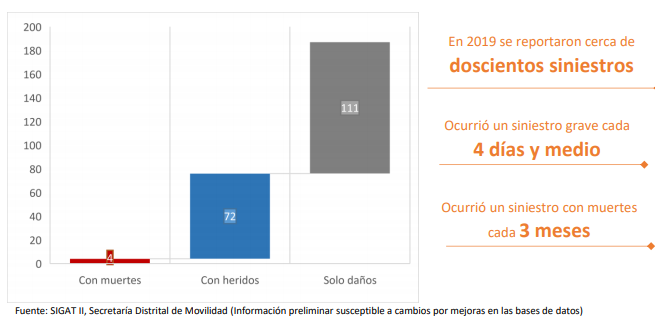 200
180
160
140
120
100
80
60
40
20
0
4
72
111
Con muertes
Con heridos
Solo daños
En 2019 se reportaron cerca de
doscientos siniestros
Ocurrió un siniestro grave cada
4 días y medio
Ocurrió un siniestro con muertes
cada 3 meses
Fuente: SIGAT II, Secretaría Distrital de Movilidad (Información preliminar susceptible a cambios por mejoras en las bases de datos)